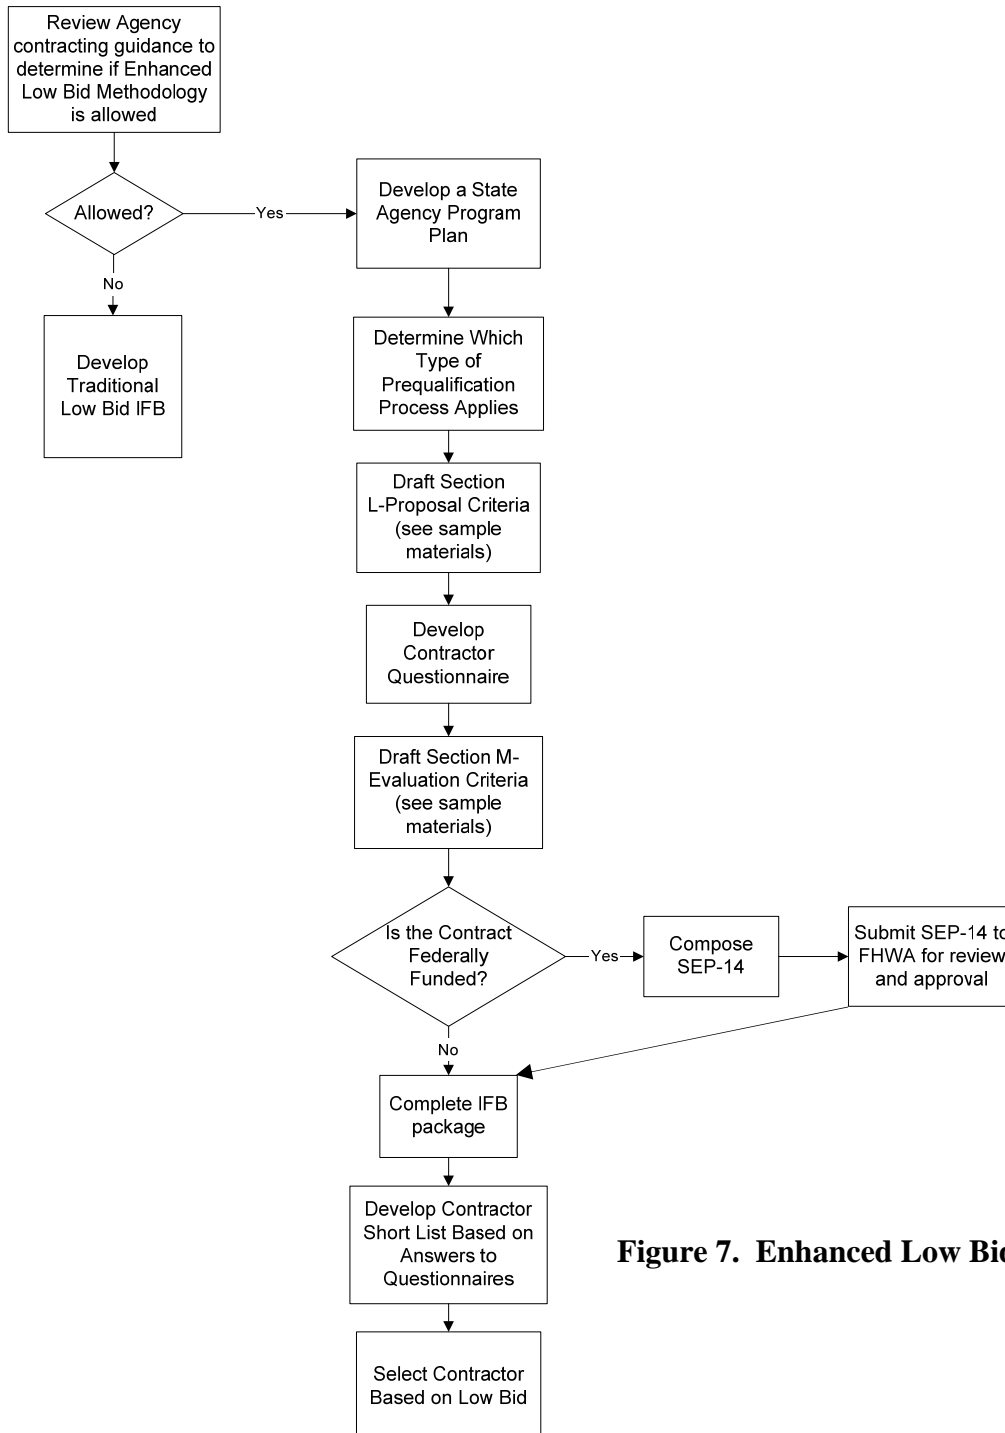 Review Agency
contracting guidance to
determine if Enhanced
Low Bid Methodology
is allowed
Allowed?
Yes
No
Develop
Traditional
Low Bid IFB
Develop a State
Agency Program
Plan
Determine Which
Type of
Prequalification
Process Applies
Draft Section
L-Proposal Criteria
(see sample
materials)
Develop
Contractor
Questionnaire
Draft Section M-
Evaluation Criteria
(see sample
materials)
Is the Contract
Federally
Funded?
Yes
Compose
SEP-14
Submit SEP-14 to
FHWA for review
and approval
No
Complete IFB
package
Develop Contractor
Short List Based on
Answers to
Questionnaires
Select Contractor
Based on Low Bid
Figure 7. Enhanced Low Bid